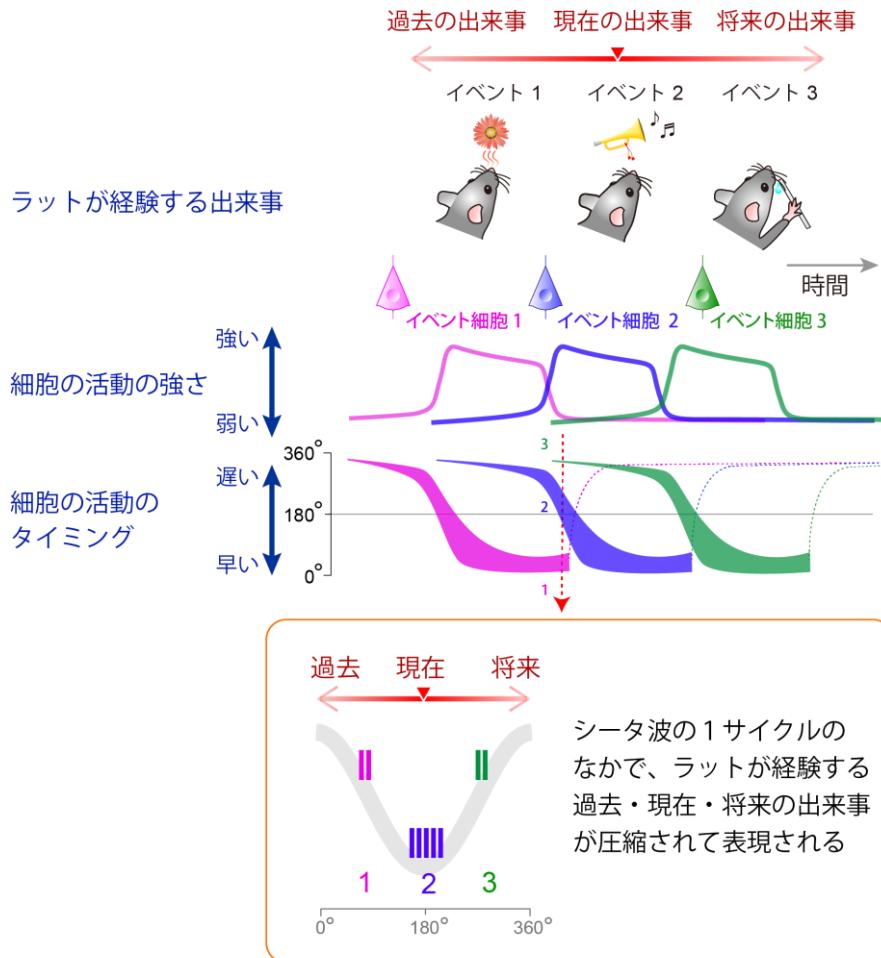 過去の出来事 現在の出来事 将来の出来事
イベント 1 イベント 2 イベント 3
ラットが経験する出来事
時間
イベント細胞 1 イベント細胞 2 イベント細胞 3
強い
細胞の活動の強さ
弱い
3
360°
遅い
細胞の活動の
タイミング
2
180°
早い
0°
1
過去 現在 将来
シータ波の1サイクルの
なかで、ラットが経験する
過去・現在・将来の出来事
が圧縮されて表現される
1 2 3
0° 180° 360°